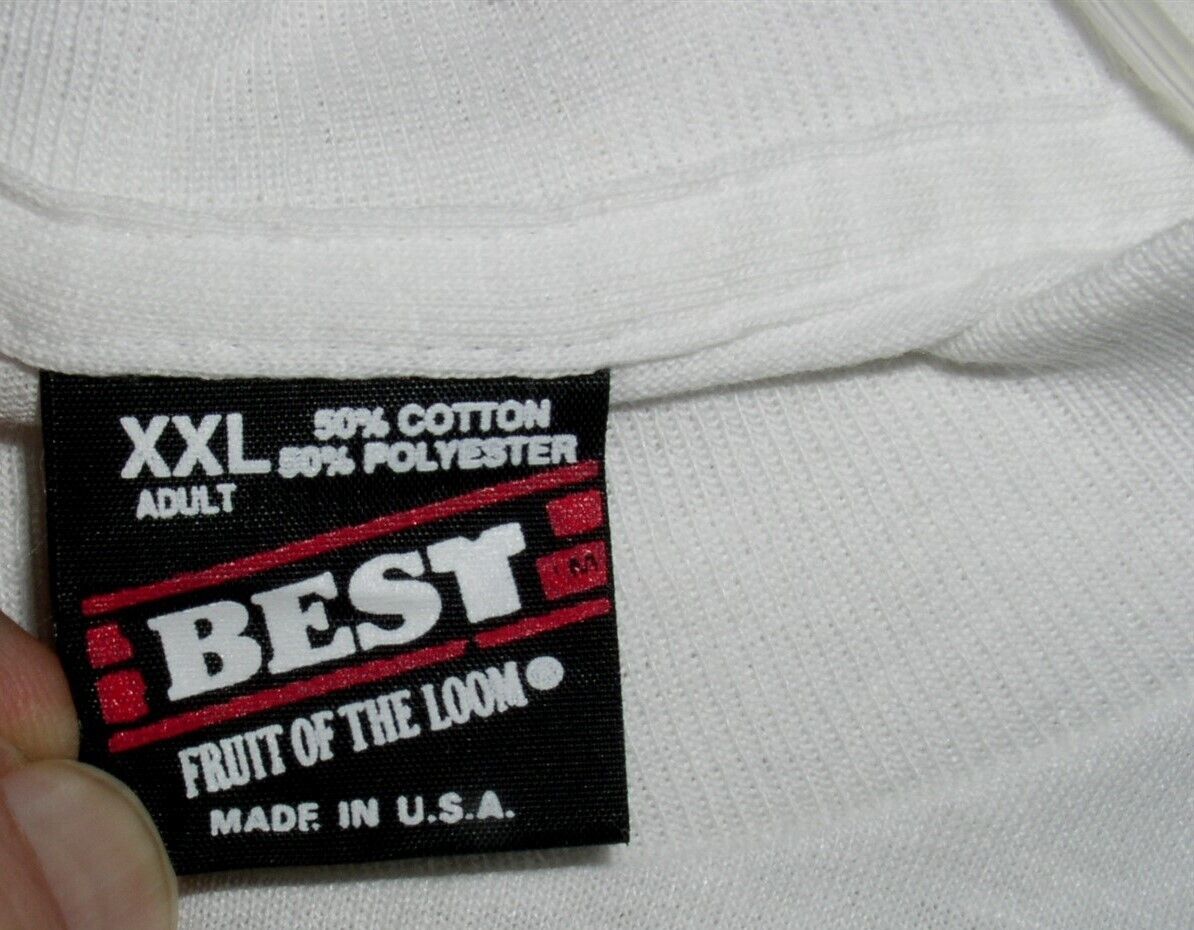 XXL
50% COTTON
50% POLYESTER
ADULT
BEST
TM
FRUIT OF THE LOOM®
MADE IN U.S.A.